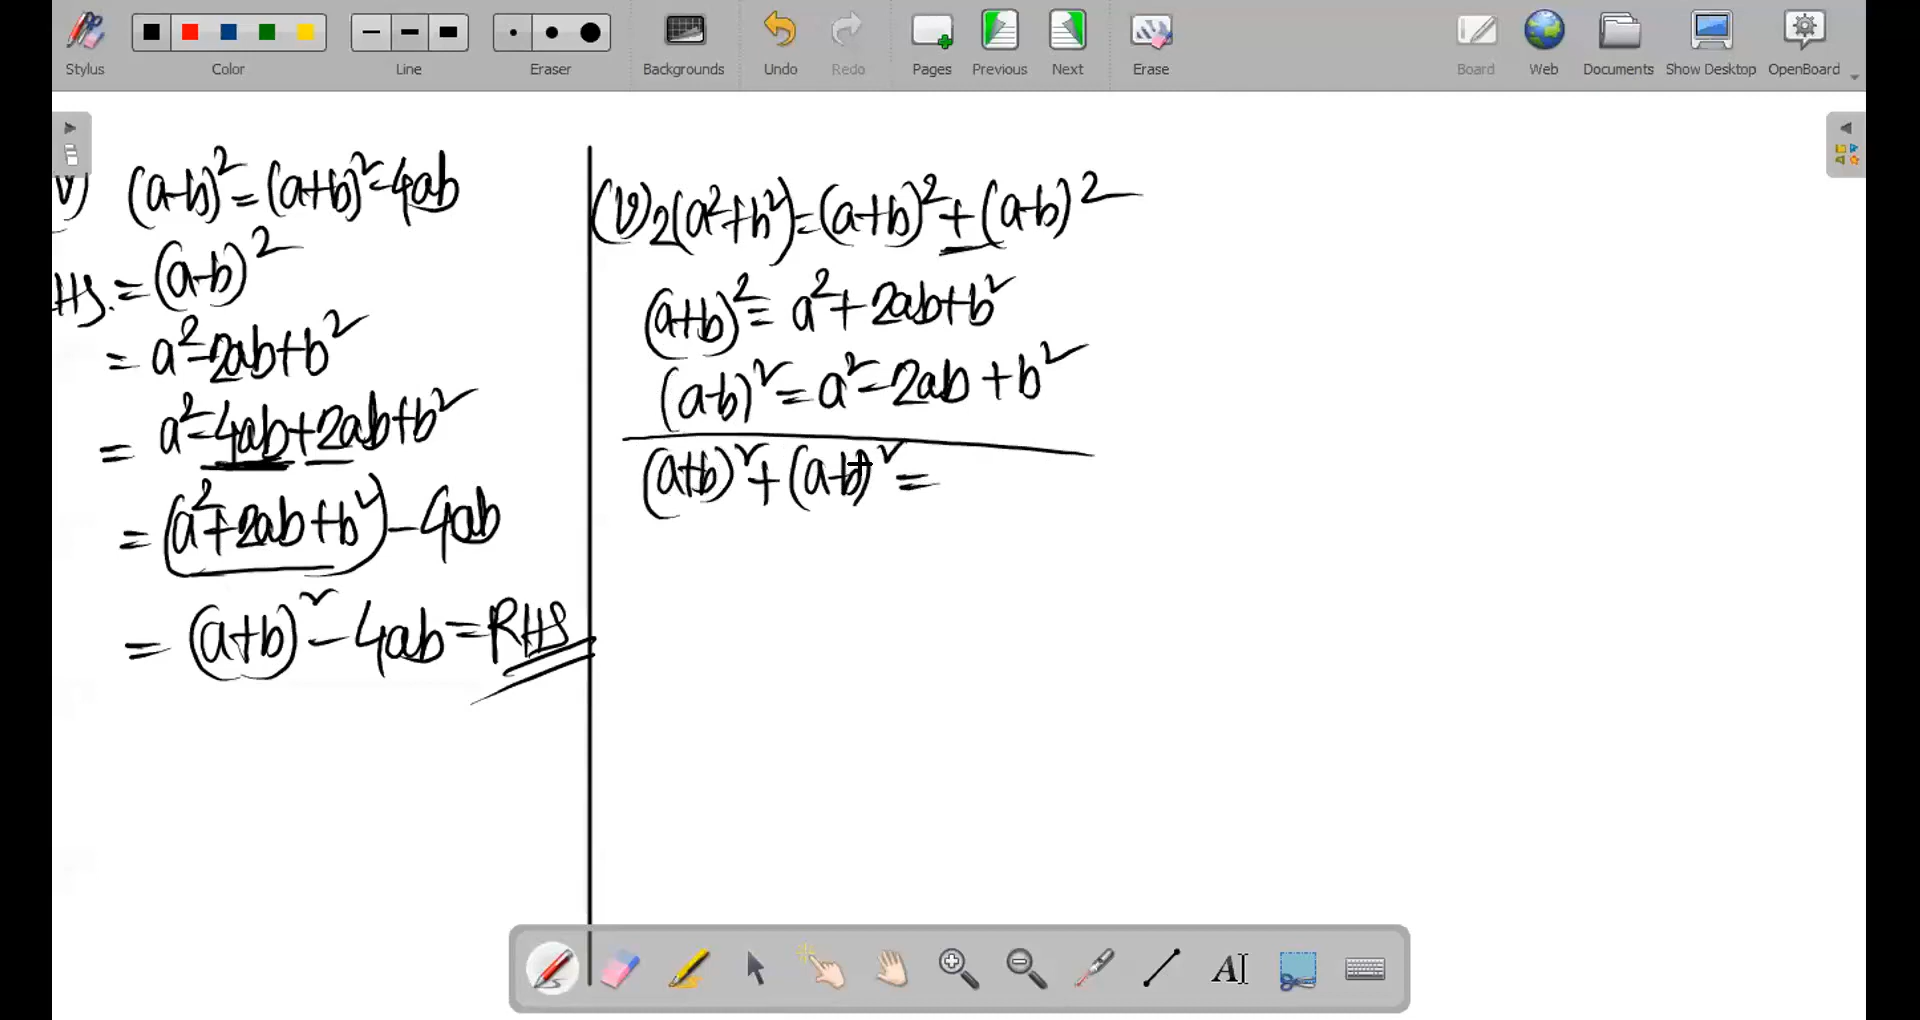 Stylus Color Line Eraser Backgrounds Undo Redo Pages Previous Next Erase Board Web Documents Show Desktop OpenBoard
V) (a-b)² = (a+b)² - 4ab
HS. = (a-b)²
= a² - 2ab + b²
= a² - 4ab + 2ab + b²
= (a² + 2ab + b²) - 4ab
= (a+b)² - 4ab = RHS
(V) 2(a² + b²) = (a+b)² + (a-b)²
(a+b)² = a² + 2ab + b²
(a-b)² = a² - 2ab + b²
(a+b)² + (a-b)² =